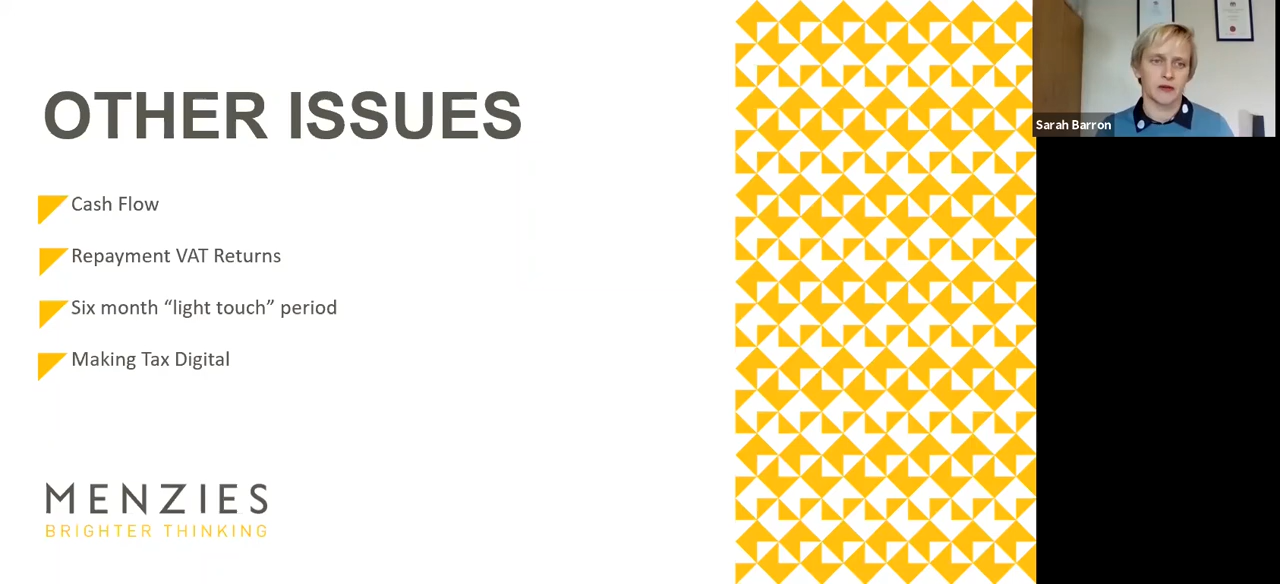 OTHER ISSUES
Cash Flow
Repayment VAT Returns
Six month “light touch” period
Making Tax Digital
MENZIES
BRIGHTER THINKING
Sarah Barron